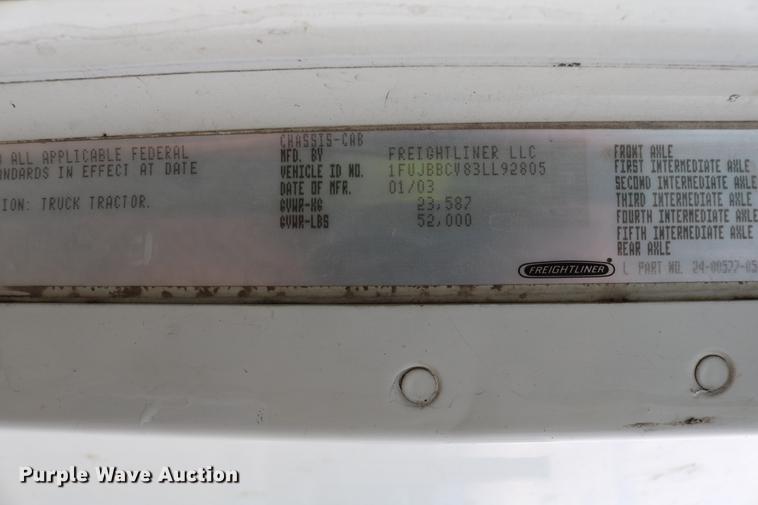 CHASSIS-CAB
ALL APPLICABLE FEDERAL
IN EFFECT AT DATE
ION: TRUCK TRACTOR.
MFD. BY FREIGHTLINER LLC
VEHICLE ID NO. 1FUJBBCV83LL92805
DATE OF MFR. 01/03
GVWR-KG 23,587
GVWR-LBS 52,000
FRONT AXLE
FIRST INTERMEDIATE AXLE
SECOND INTERMEDIATE AXLE
THIRD INTERMEDIATE AXLE
FOURTH INTERMEDIATE AXLE
FIFTH INTERMEDIATE AXLE
REAR AXLE
FREIGHTLINER
L PART NO. 24-00577-05
Purple Wave Auction